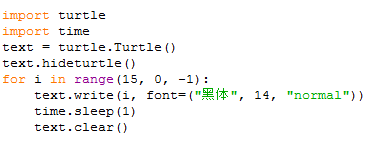 import turtle
import time
text = turtle.Turtle()
text.hideturtle()
for i in range(15, 0, -1):
    text.write(i, font=("黑体", 14, "normal"))
    time.sleep(1)
    text.clear()